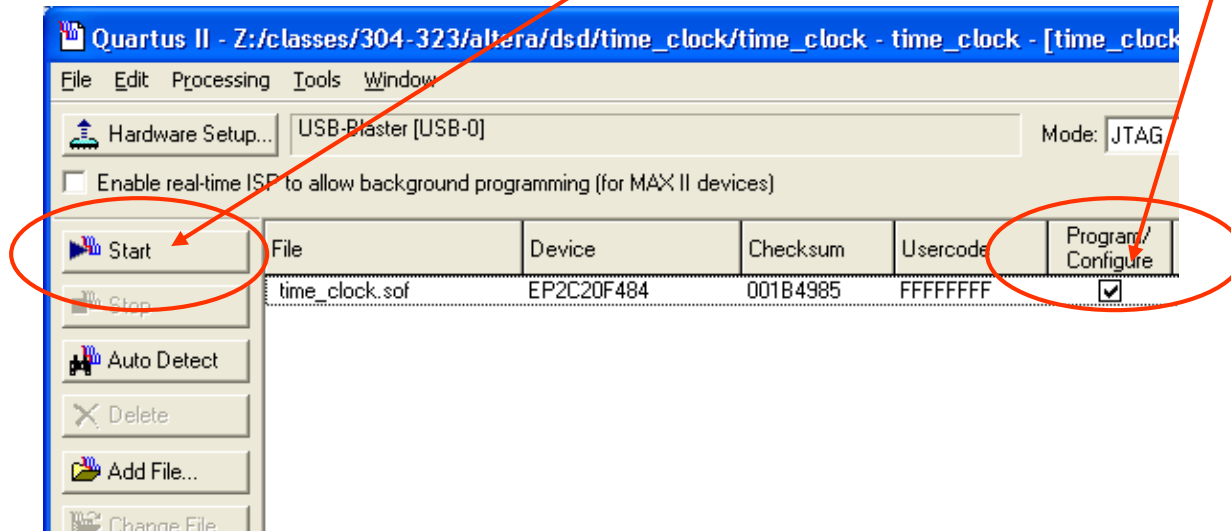 Quartus II - Z:/classes/304-323/altera/dsd/time_clock/time_clock - time_clock - [time_clock
File Edit Processing Tools Window
Hardware Setup... USB-Blaster [USB-0] Mode: JTAG
Enable real-time ISP to allow background programming (for MAX II devices)
Start File Device Checksum Usercode Program/
Configure
time_clock.sof EP2C20F484 001B4985 FFFFFFFF
Stop
Auto Detect
Delete
Add File...
Change File